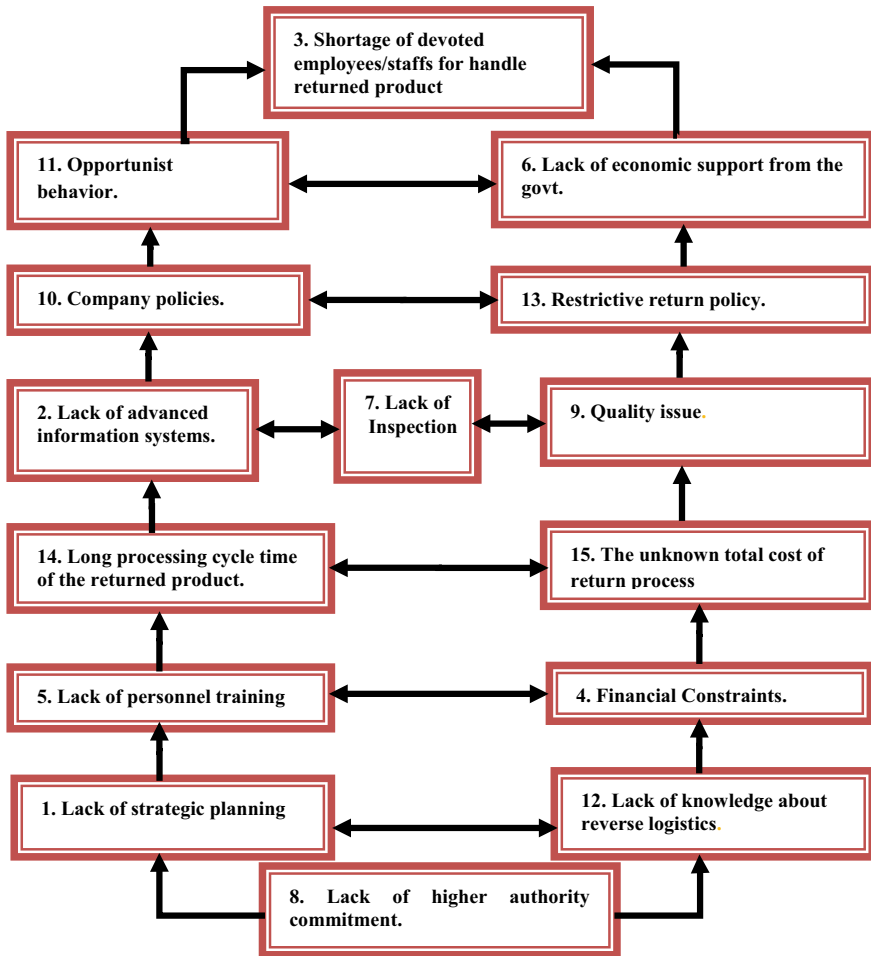 3. Shortage of devoted
employees/staffs for handle
returned product
11. Opportunist
behavior.
6. Lack of economic support from the
govt.
10. Company policies.
13. Restrictive return policy.
2. Lack of advanced
information systems.
7. Lack of
Inspection
9. Quality issue.
14. Long processing cycle time
of the returned product.
15. The unknown total cost of
return process
5. Lack of personnel training
4. Financial Constraints.
1. Lack of strategic planning
12. Lack of knowledge about
reverse logistics.
8. Lack of higher authority
commitment.